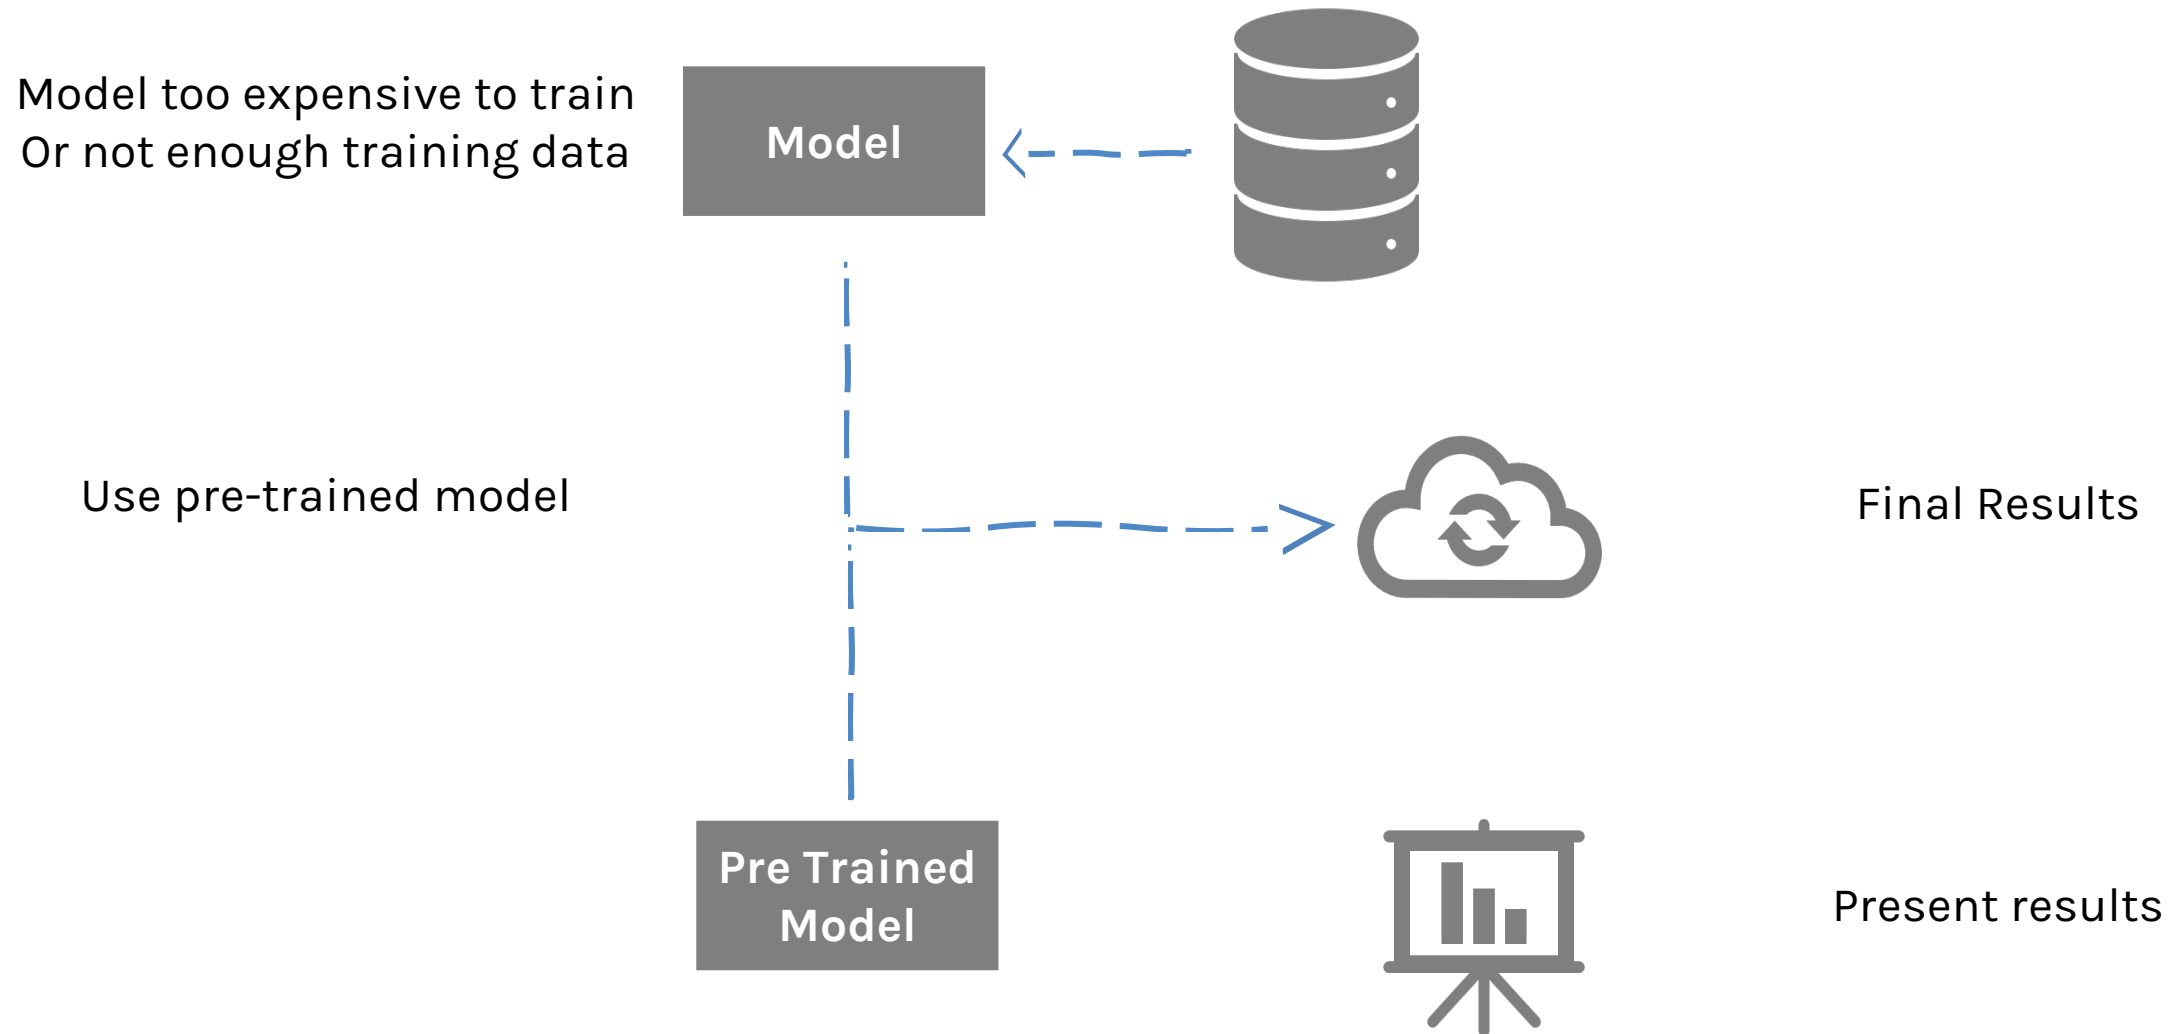 Model too expensive to train
Or not enough training data
Model
Use pre-trained model
Final Results
Pre Trained
Model
Present results